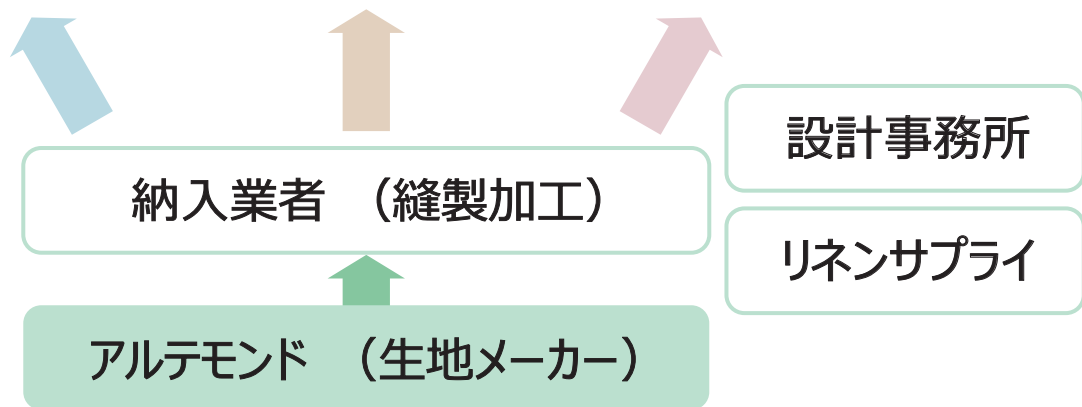 設計事務所
納入業者 （縫製加工）
リネンサプライ
アルテモンド （生地メーカー）